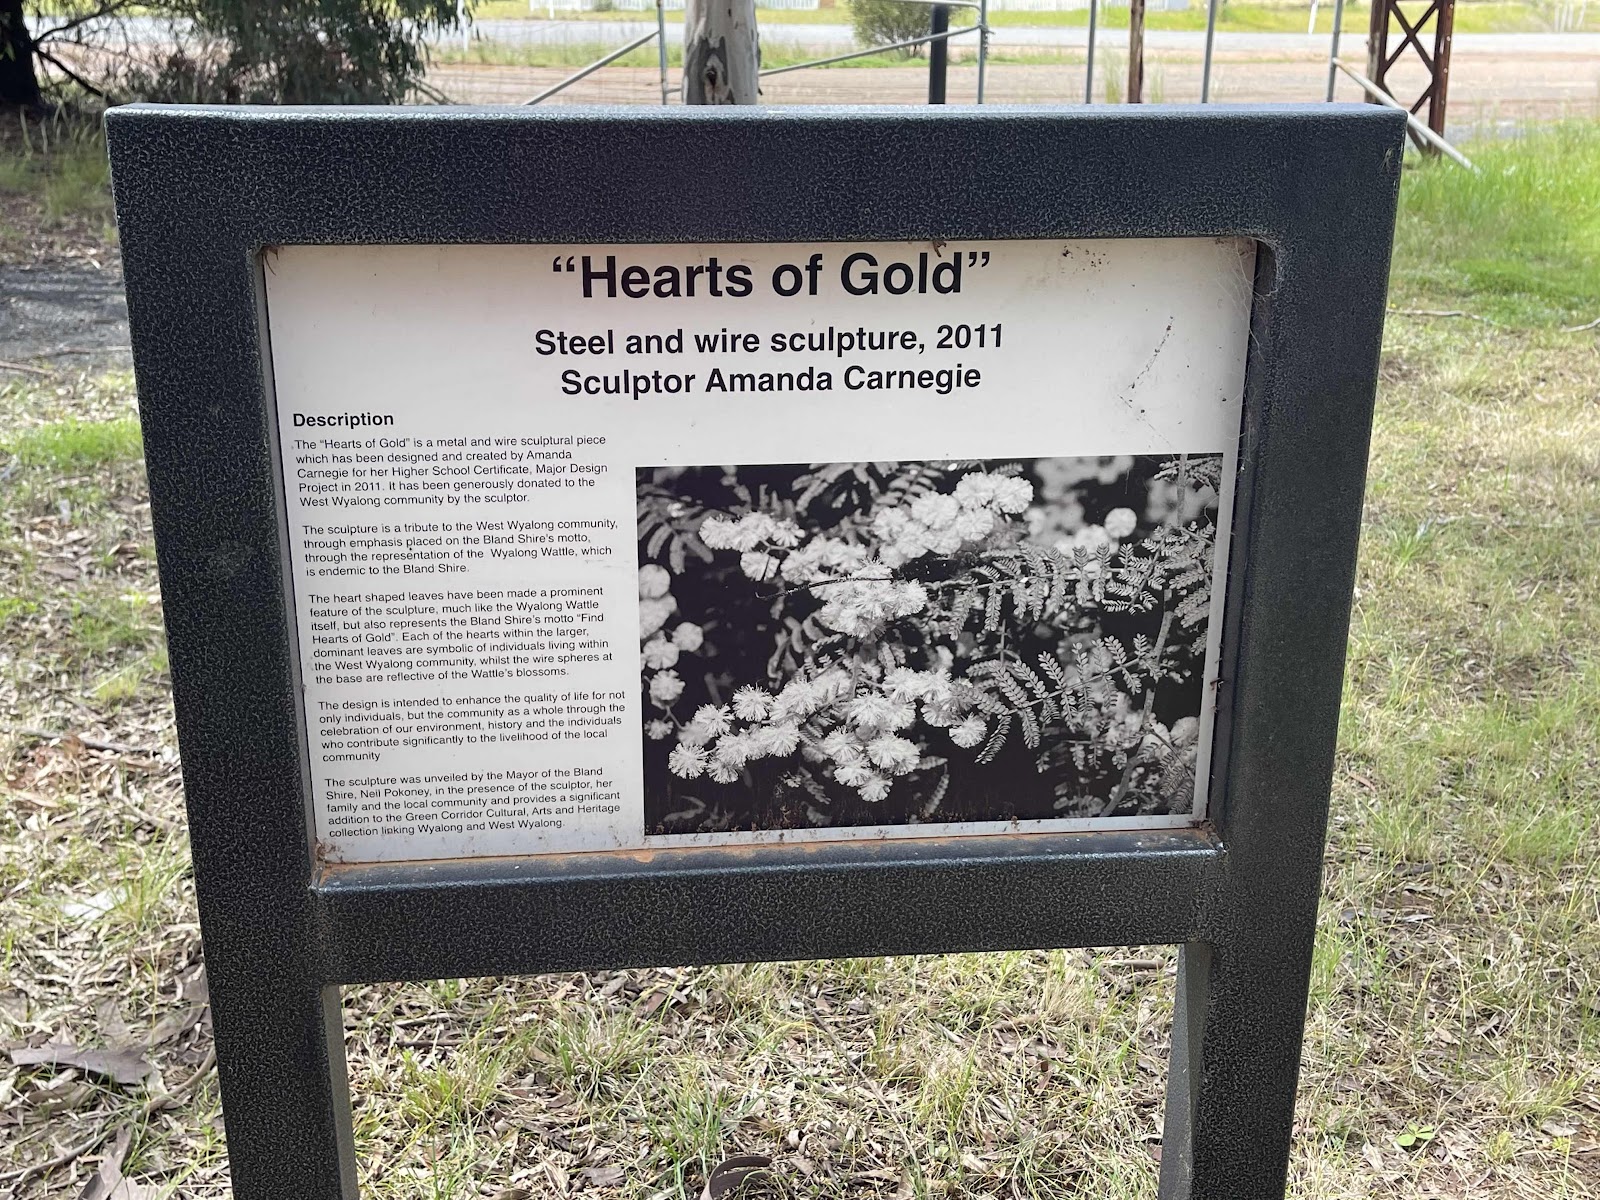 “Hearts of Gold”
Steel and wire sculpture, 2011
Sculptor Amanda Carnegie
Description
The “Hearts of Gold” is a metal and wire sculptural piece
which has been designed and created by Amanda
Carnegie for her Higher School Certificate, Major Design
Project in 2011. It has been generously donated to the
West Wyalong community by the sculptor.
The sculpture is a tribute to the West Wyalong community,
through emphasis placed on the Bland Shire's motto,
through the representation of the Wyalong Wattle, which
is endemic to the Bland Shire.
The heart shaped leaves have been made a prominent
feature of the sculpture, much like the Wyalong Wattle
itself, but also represents the Bland Shire's motto “Find
Hearts of Gold”. Each of the hearts within the larger,
dominant leaves are symbolic of individuals living within
the West Wyalong community, whilst the wire spheres at
the base are reflective of the Wattle's blossoms.
The design is intended to enhance the quality of life for not
only individuals, but the community as a whole through the
celebration of our environment, history and the individuals
who contribute significantly to the livelihood of the local
community
The sculpture was unveiled by the Mayor of the Bland
Shire, Neil Pokoney, in the presence of the sculptor, her
family and the local community and provides a significant
addition to the Green Corridor Cultural, Arts and Heritage
collection linking Wyalong and West Wyalong.